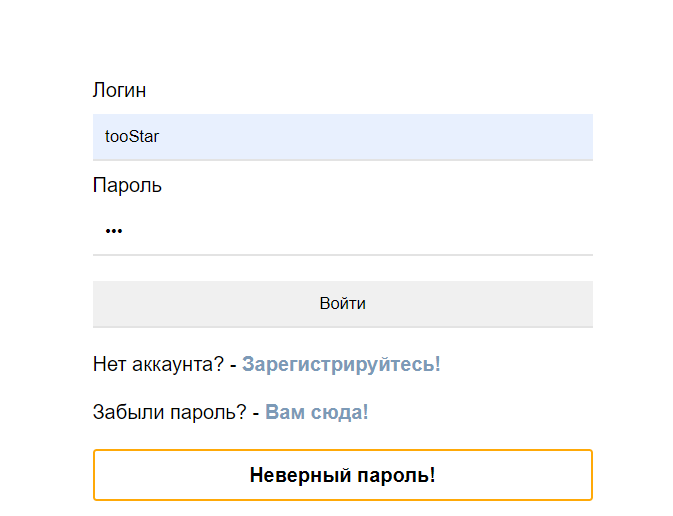 Логин
tooStar
Пароль
•••
Войти
Нет аккаунта? - Зарегистрируйтесь!
Забыли пароль? - Вам сюда!
Неверный пароль!